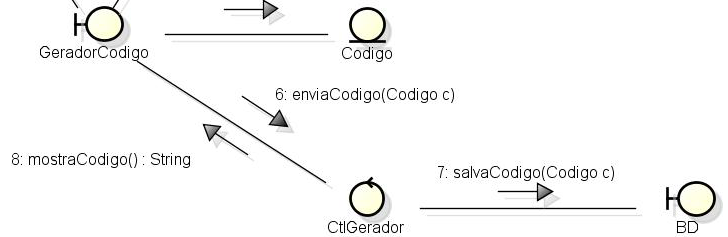 GeradorCodigo
Codigo
6: enviaCodigo(Codigo c)
8: mostraCodigo() : String
7: salvaCodigo(Codigo c)
CtlGerador
BD